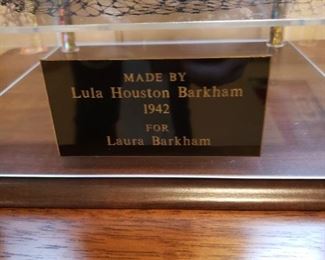 MADE BY
Lula Houston Barkham
1942
FOR
Laura Barkham